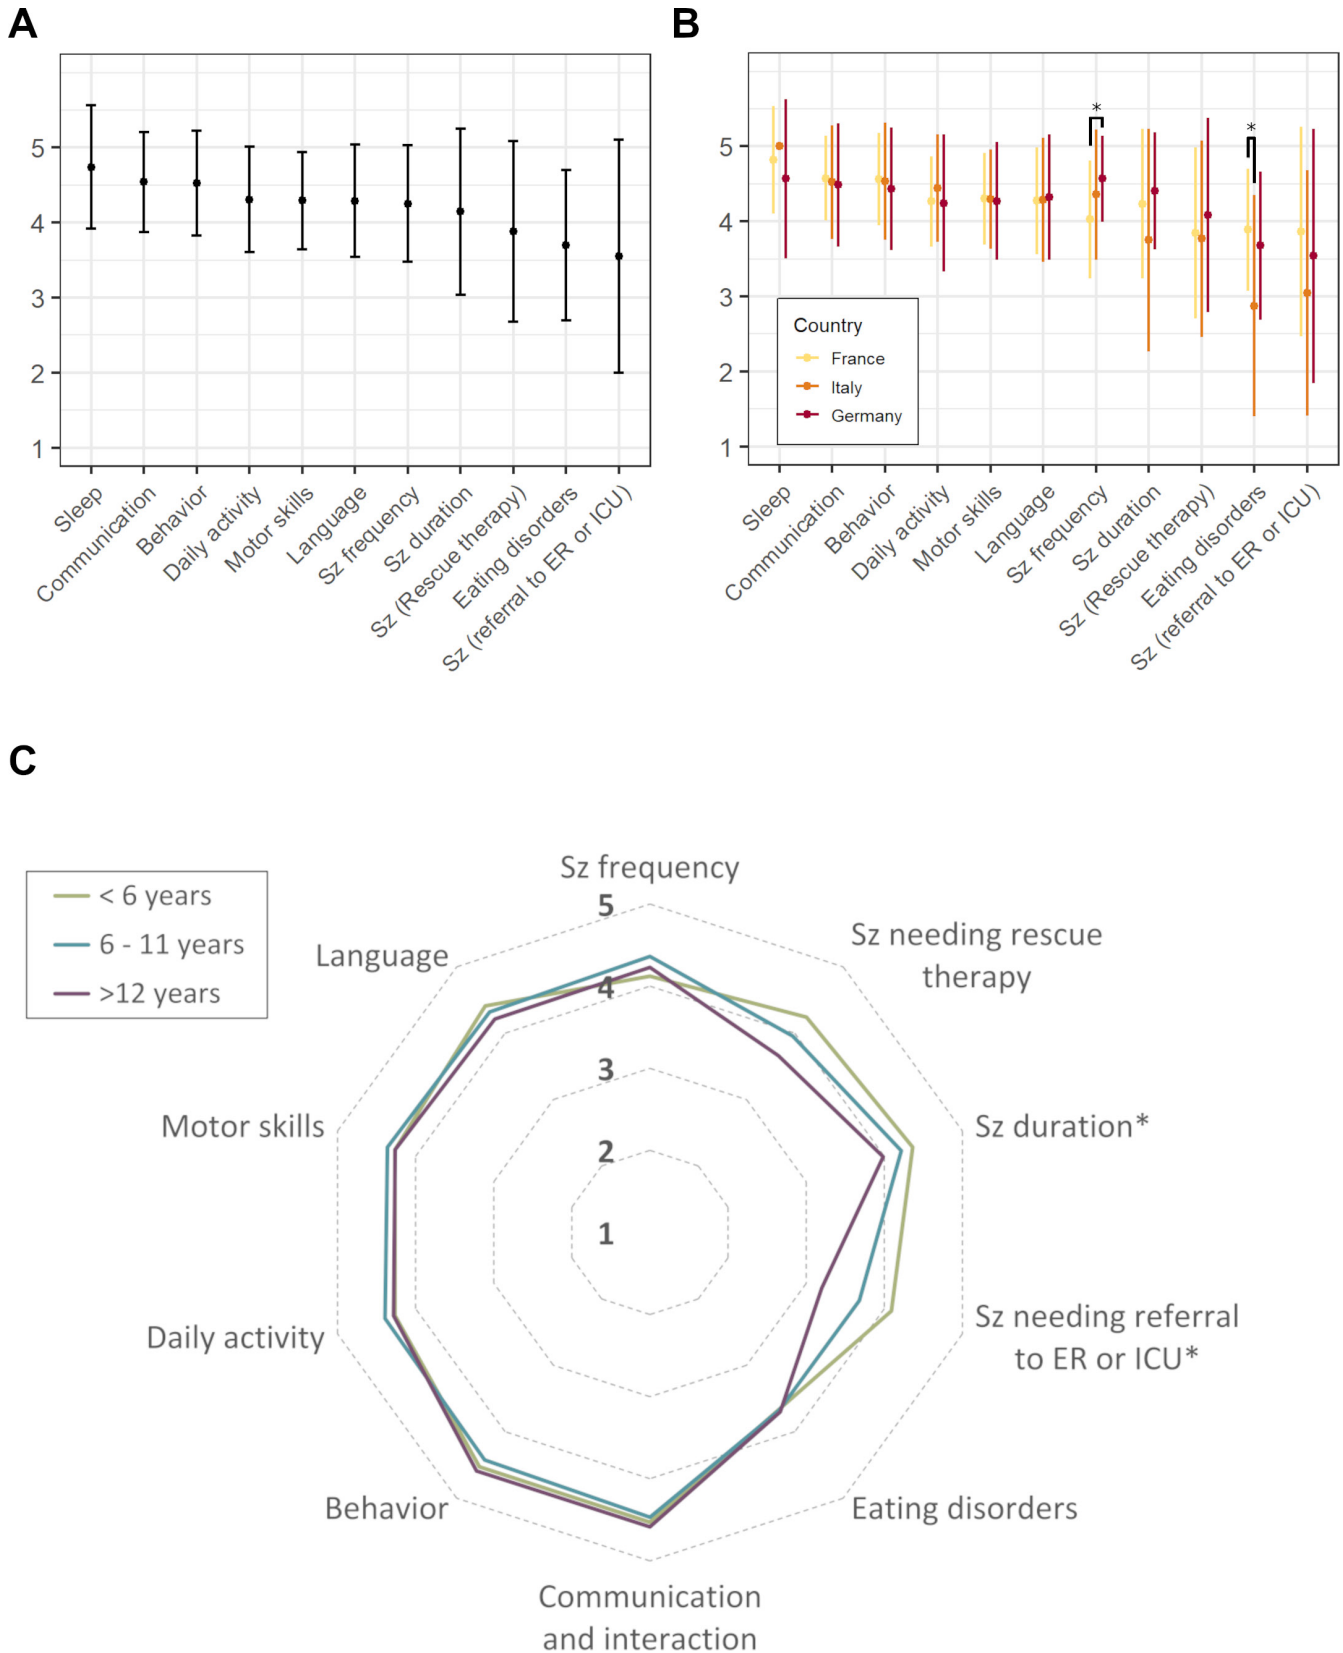 A
5
4
3
2
1
Sleep
Communication
Behavior
Daily activity
Motor skills
Language
Sz frequency
Sz duration
Sz (Rescue therapy)
Eating disorders
Sz (referral to ER or ICU)
B
5
4
3
2
1
*
*
Country
France
Italy
Germany
Sleep
Communication
Behavior
Daily activity
Motor skills
Language
Sz frequency
Sz duration
Sz (Rescue therapy)
Eating disorders
Sz (referral to ER or ICU)
C
< 6 years
6 - 11 years
>12 years
Sz frequency
Sz needing rescue
therapy
Sz duration*
Sz needing referral
to ER or ICU*
Eating disorders
Communication
and interaction
Behavior
Daily activity
Motor skills
Language
5
4
3
2
1